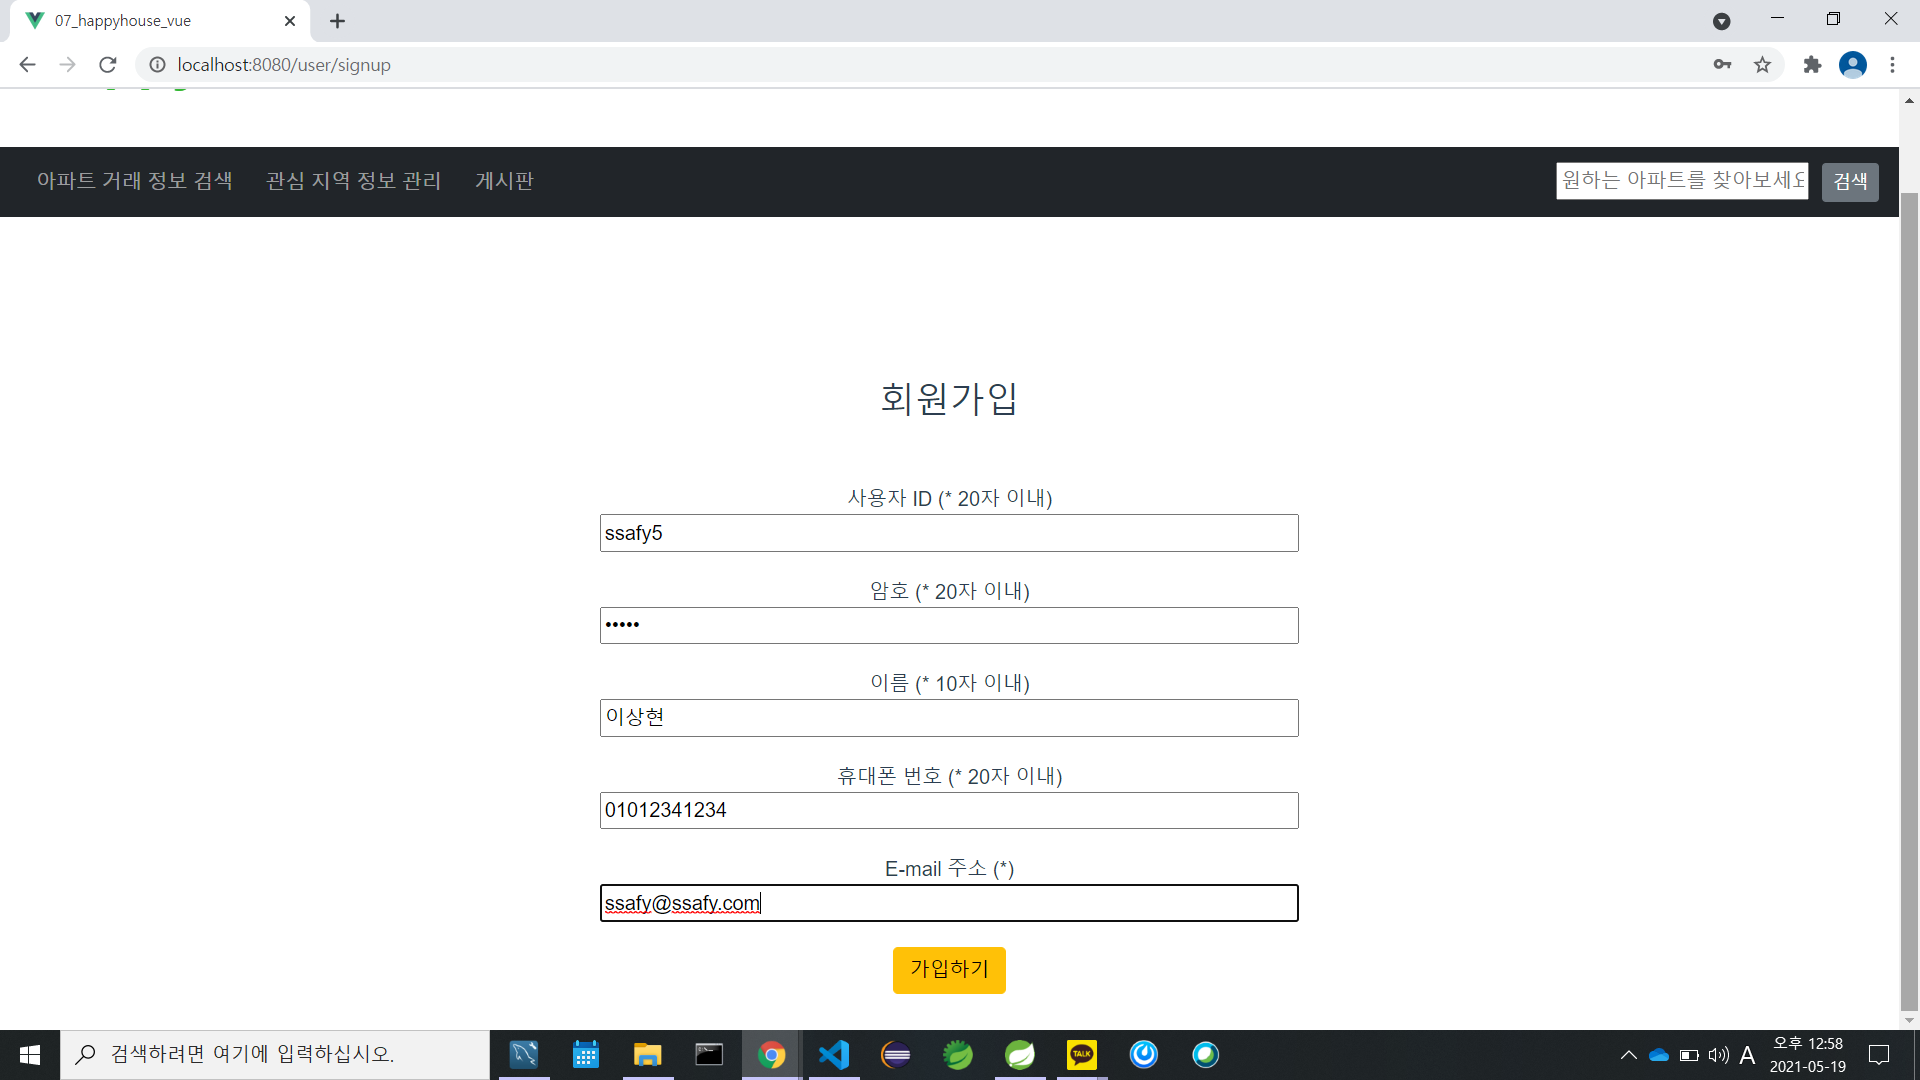 07_happyhouse_vue
localhost:8080/user/signup
아파트 거래 정보 검색
관심 지역 정보 관리
게시판
원하는 아파트를 찾아보세요
검색
회원가입
사용자 ID (* 20자 이내)
ssafy5
암호 (* 20자 이내)
•••••
이름 (* 10자 이내)
이상현
휴대폰 번호 (* 20자 이내)
01012341234
E-mail 주소 (*)
ssafy@ssafy.com
가입하기
검색하려면 여기에 입력하십시오.
TALK
A
오후 12:58
2021-05-19